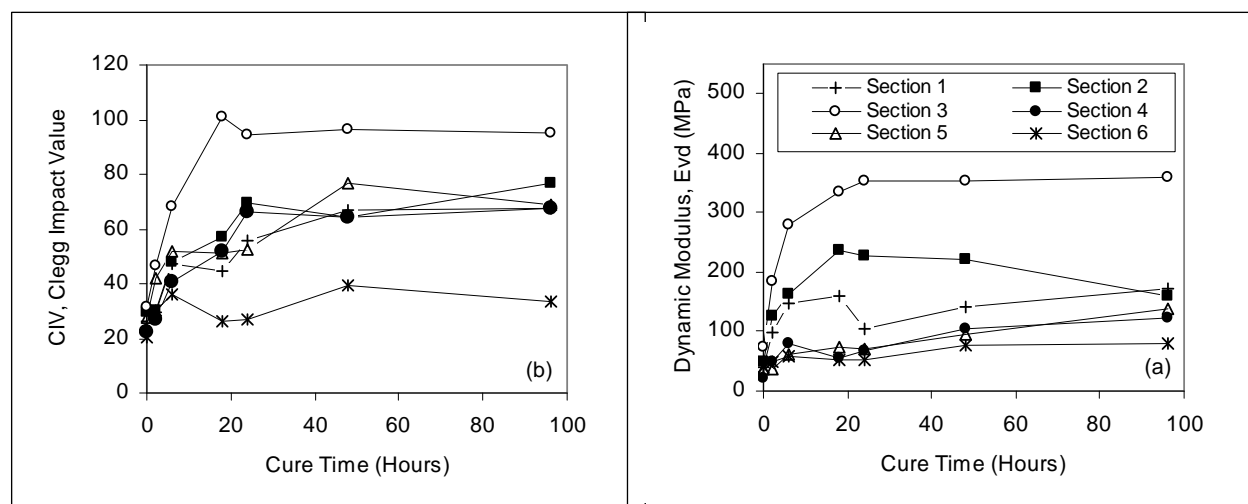 CIV, Clegg Impact Value
120
100
80
60
40
20
0
0 20 40 60 80 100
Cure Time (Hours)
(b)
Dynamic Modulus, Evd (MPa)
500
400
300
200
100
0
Section 1 Section 2
Section 3 Section 4
Section 5 Section 6
0 20 40 60 80 100
Cure Time (Hours)
(a)